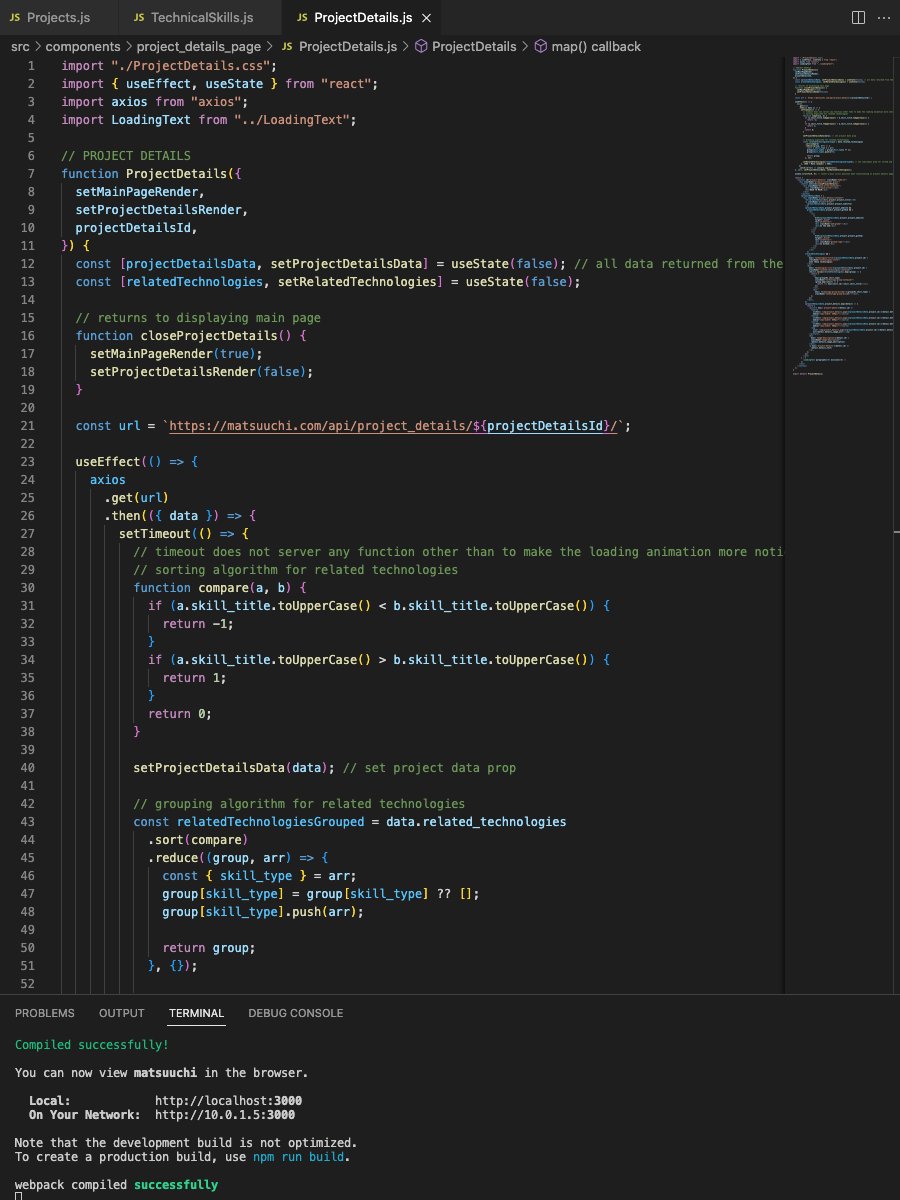 JS Projects.js JS TechnicalSkills.js JS ProjectDetails.js ×
src > components > project_details_page > JS ProjectDetails.js > ProjectDetails > map() callback
1 import "./ProjectDetails.css";
2 import { useEffect, useState } from "react";
3 import axios from "axios";
4 import LoadingText from "../LoadingText";
5
6 // PROJECT DETAILS
7 function ProjectDetails({
8   setMainPageRender,
9   setProjectDetailsRender,
10   projectDetailsId,
11 }) {
12   const [projectDetailsData, setProjectDetailsData] = useState(false); // all data returned from the
13   const [relatedTechnologies, setRelatedTechnologies] = useState(false);
14
15   // returns to displaying main page
16   function closeProjectDetails() {
17     setMainPageRender(true);
18     setProjectDetailsRender(false);
19   }
20
21   const url = `https://matsuuchi.com/api/project_details/${projectDetailsId}/`;
22
23   useEffect(() => {
24     axios
25       .get(url)
26       .then(({ data }) => {
27         setTimeout(() => {
28           // timeout does not server any function other than to make the loading animation more noti
29           // sorting algorithm for related technologies
30           function compare(a, b) {
31             if (a.skill_title.toUpperCase() < b.skill_title.toUpperCase()) {
32               return -1;
33             }
34             if (a.skill_title.toUpperCase() > b.skill_title.toUpperCase()) {
35               return 1;
36             }
37             return 0;
38           }
39
40           setProjectDetailsData(data); // set project data prop
41
42           // grouping algorithm for related technologies
43           const relatedTechnologiesGrouped = data.related_technologies
44             .sort(compare)
45             .reduce((group, arr) => {
46               const { skill_type } = arr;
47               group[skill_type] = group[skill_type] ?? [];
48               group[skill_type].push(arr);
49
50               return group;
51             }, {});
52
PROBLEMS OUTPUT TERMINAL DEBUG CONSOLE
Compiled successfully!
You can now view matsuuchi in the browser.
Local: http://localhost:3000
On Your Network: http://10.0.1.5:3000
Note that the development build is not optimized.
To create a production build, use npm run build.
webpack compiled successfully